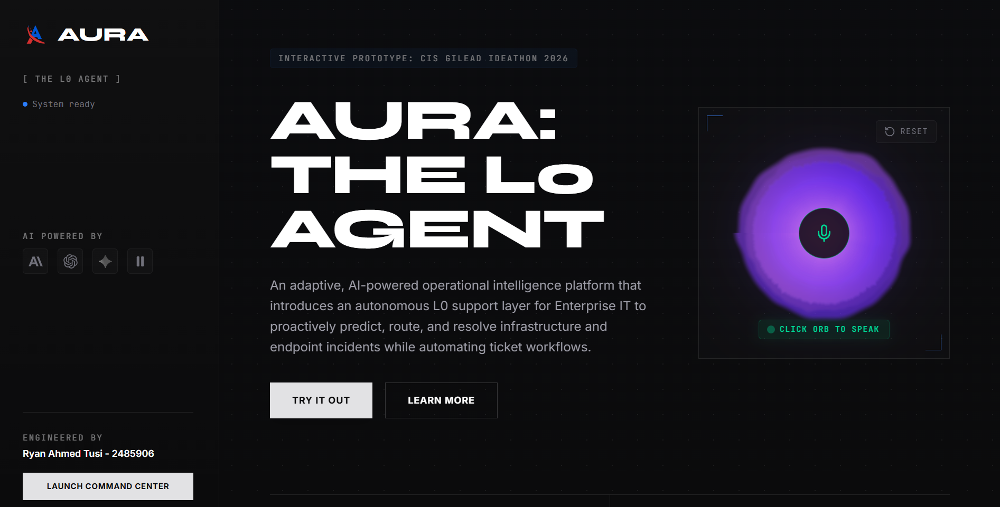 AURA
[ THE L0 AGENT ]
System ready
AI POWERED BY
ENGINEERED BY
Ryan Ahmed Tusi - 2485906
LAUNCH COMMAND CENTER
INTERACTIVE PROTOTYPE: CIS GILEAD IDEATHON 2026
AURA:
THE L0
AGENT
An adaptive, AI-powered operational intelligence platform that
introduces an autonomous L0 support layer for Enterprise IT to
proactively predict, route, and resolve infrastructure and
endpoint incidents while automating ticket workflows.
TRY IT OUT
LEARN MORE
RESET
CLICK ORB TO SPEAK